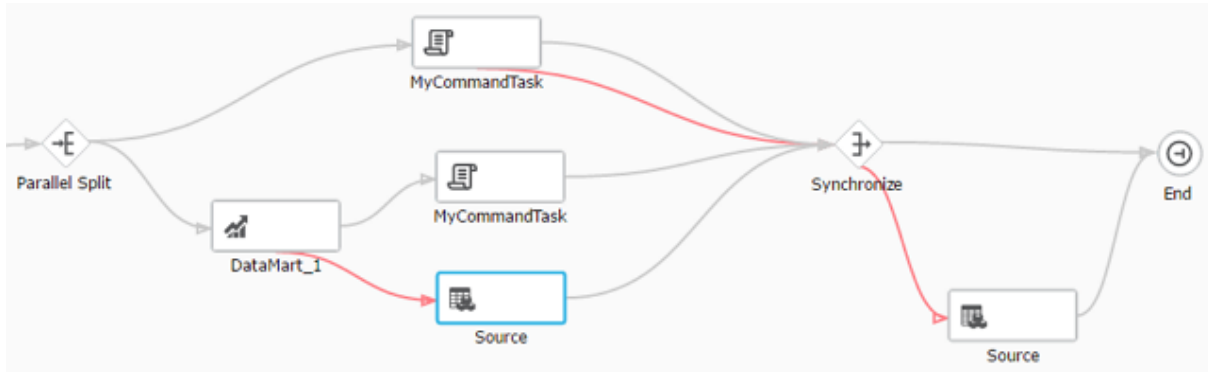 MyCommandTask
Parallel Split
MyCommandTask
Synchronize
End
DataMart_1
Source
Source